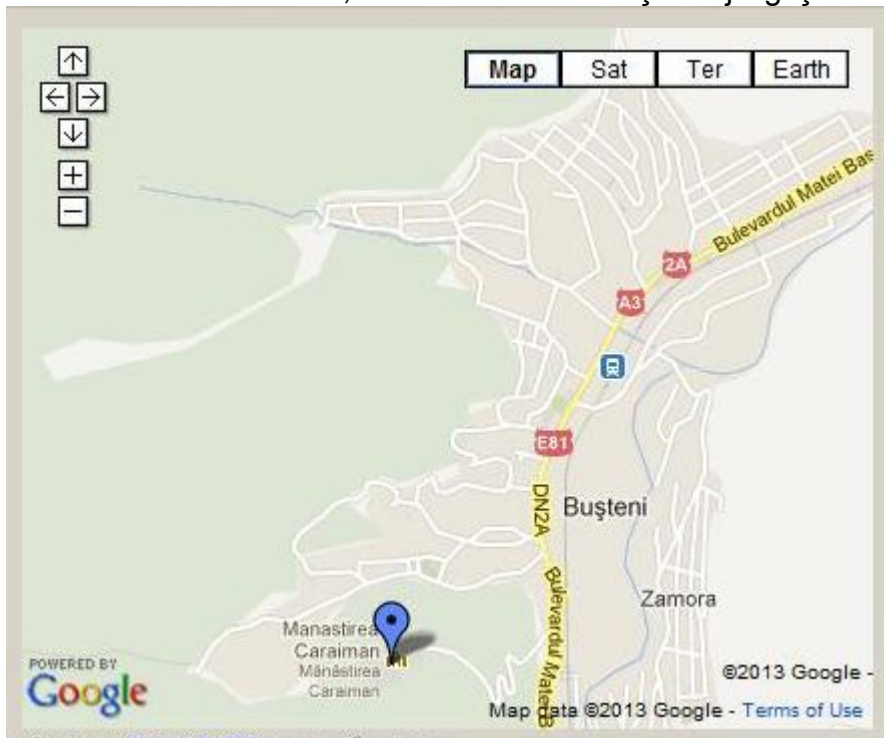 Map Sat Ter Earth
Bulevardul Matei Bas
2A
A3
E81
DN2A
Buşteni
Bulevardul Matei B
Zamora
Manastirea
Caraiman
Mănăstirea
Caraiman
POWERED BY
Google
©2013 Google -
Map data ©2013 Google - Terms of Use